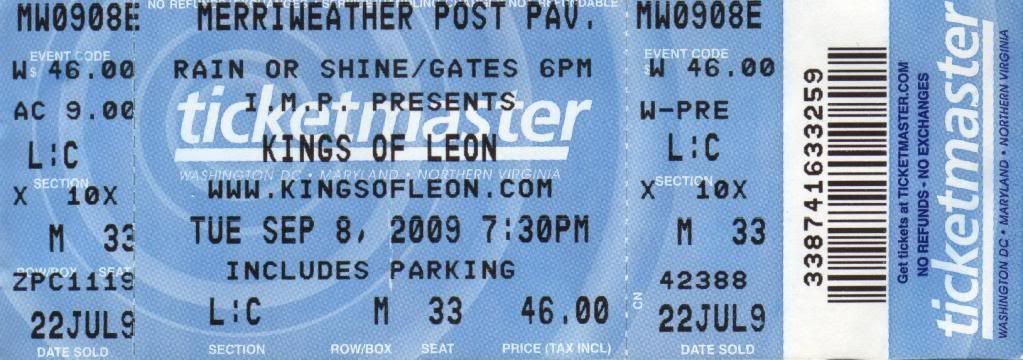 NO REFUNDS/EXCHANGES
MW0908E MERRIWEATHER POST PAV. MW0908E
EVENT CODE EVENT CODE
W $ 46.00 RAIN OR SHINE/GATES 6PM W $ 46.00
AC 9.00 I.M.P. PRESENTS W-PRE
ticketmaster
L:C KINGS OF LEON L:C
WASHINGTON DC • MARYLAND • NORTHERN VIRGINIA
SECTION SECTION
X 10X WWW.KINGSOFLEON.COM X 10X
M 33 TUE SEP 8, 2009 7:30PM M 33
ROW/BOX SEAT
ZPC1119 INCLUDES PARKING 42388
CN
22JUL9 L:C M 33 46.00 22JUL9
DATE SOLD SECTION ROW/BOX SEAT PRICE (TAX INCL) DATE SOLD
338741633259
Get tickets at TICKETMASTER.COM
NO REFUNDS - NO EXCHANGES
ticketmaster
WASHINGTON DC • MARYLAND • NORTHERN VIRGINIA